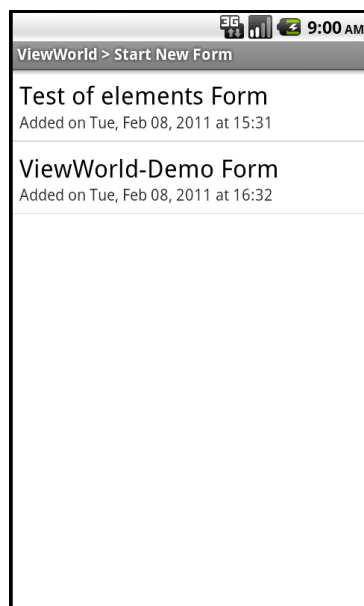 3G 9:00 AM
ViewWorld > Start New Form
Test of elements Form
Added on Tue, Feb 08, 2011 at 15:31
ViewWorld-Demo Form
Added on Tue, Feb 08, 2011 at 16:32